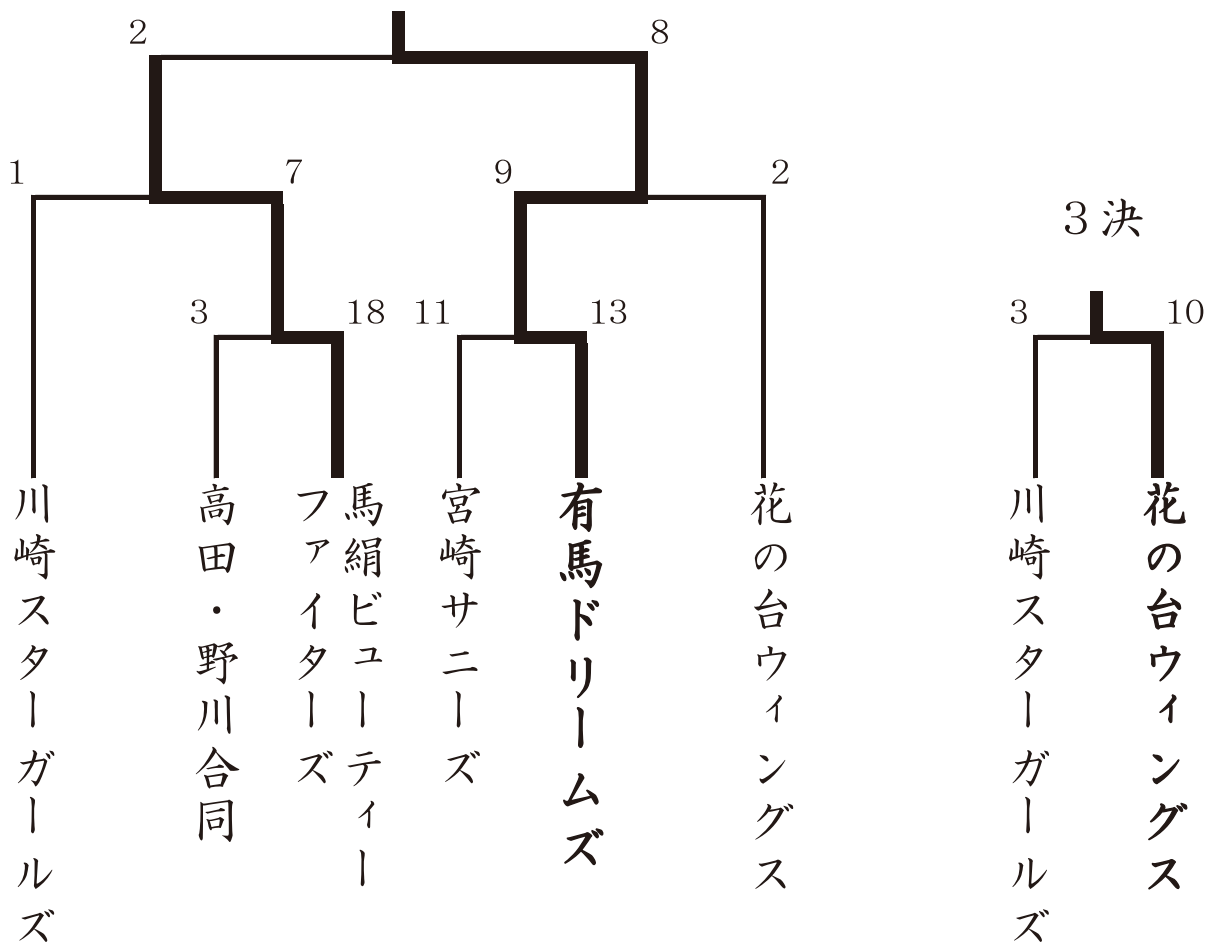 2
8
1
7
9
2
3決
3
18
11
13
3
10
川崎スターガールズ
高田・野川合同
馬絹ビューティー
ファイターズ
宮崎サニーズ
有馬ドリームズ
花の台ウィングス
川崎スターガールズ
花の台ウィングス